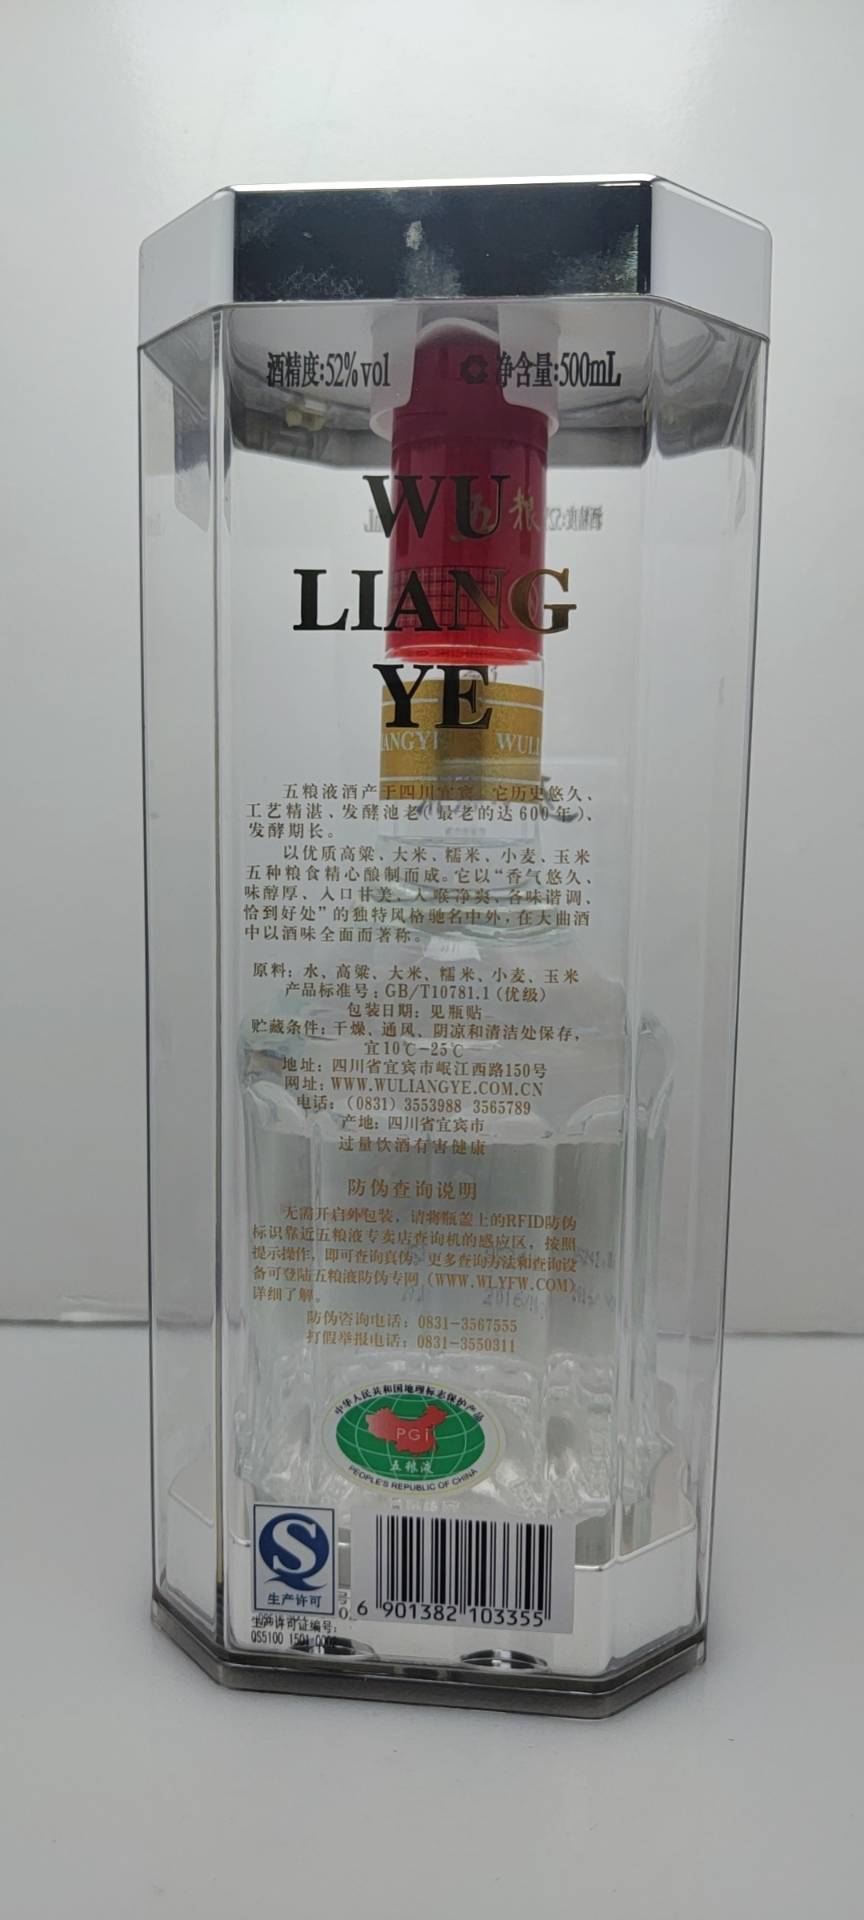 酒精度:52%vol 净含量:500mL
WU
LIANG
YE
五粮
ANGYE WULI
五粮液酒产于四川宜宾、它历史悠久、
工艺精湛、发酵池老(最老的达600年)、
发酵期长。
以优质高粱、大米、糯米、小麦、玉米
五种粮食精心酿制而成。它以“香气悠久、
味醇厚、入口甘美、入喉净爽、各味谐调、
恰到好处”的独特风格驰名中外,在大曲酒
中以酒味全面而著称。
原料:水、高粱、大米、糯米、小麦、玉米
产品标准号:GB/T10781.1(优级)
包装日期:见瓶贴
贮藏条件:干燥、通风、阴凉和清洁处保存,
宜10℃-25℃
地址:四川省宜宾市岷江西路150号
网址:WWW.WULIANGYE.COM.CN
电话:(0831)3553988 3565789
产地:四川省宜宾市
过量饮酒有害健康
防伪查询说明
无需开启外包装,请将瓶盖上的RFID防伪
标识靠近五粮液专卖店查询机的感应区,按照
提示操作,即可查询真伪。更多查询方法和查询设
备可登陆五粮液防伪专网(WWW.WLYFW.COM)
详细了解。
防伪咨询电话:0831-3567555
打假举报电话:0831-3550311
中华人民共和国地理标志保护产品
PGI
五粮液
PEOPLE'S REPUBLIC OF CHINA
生产许可
生产许可证编号:
QS5100 1501 0002
6 901382 103355